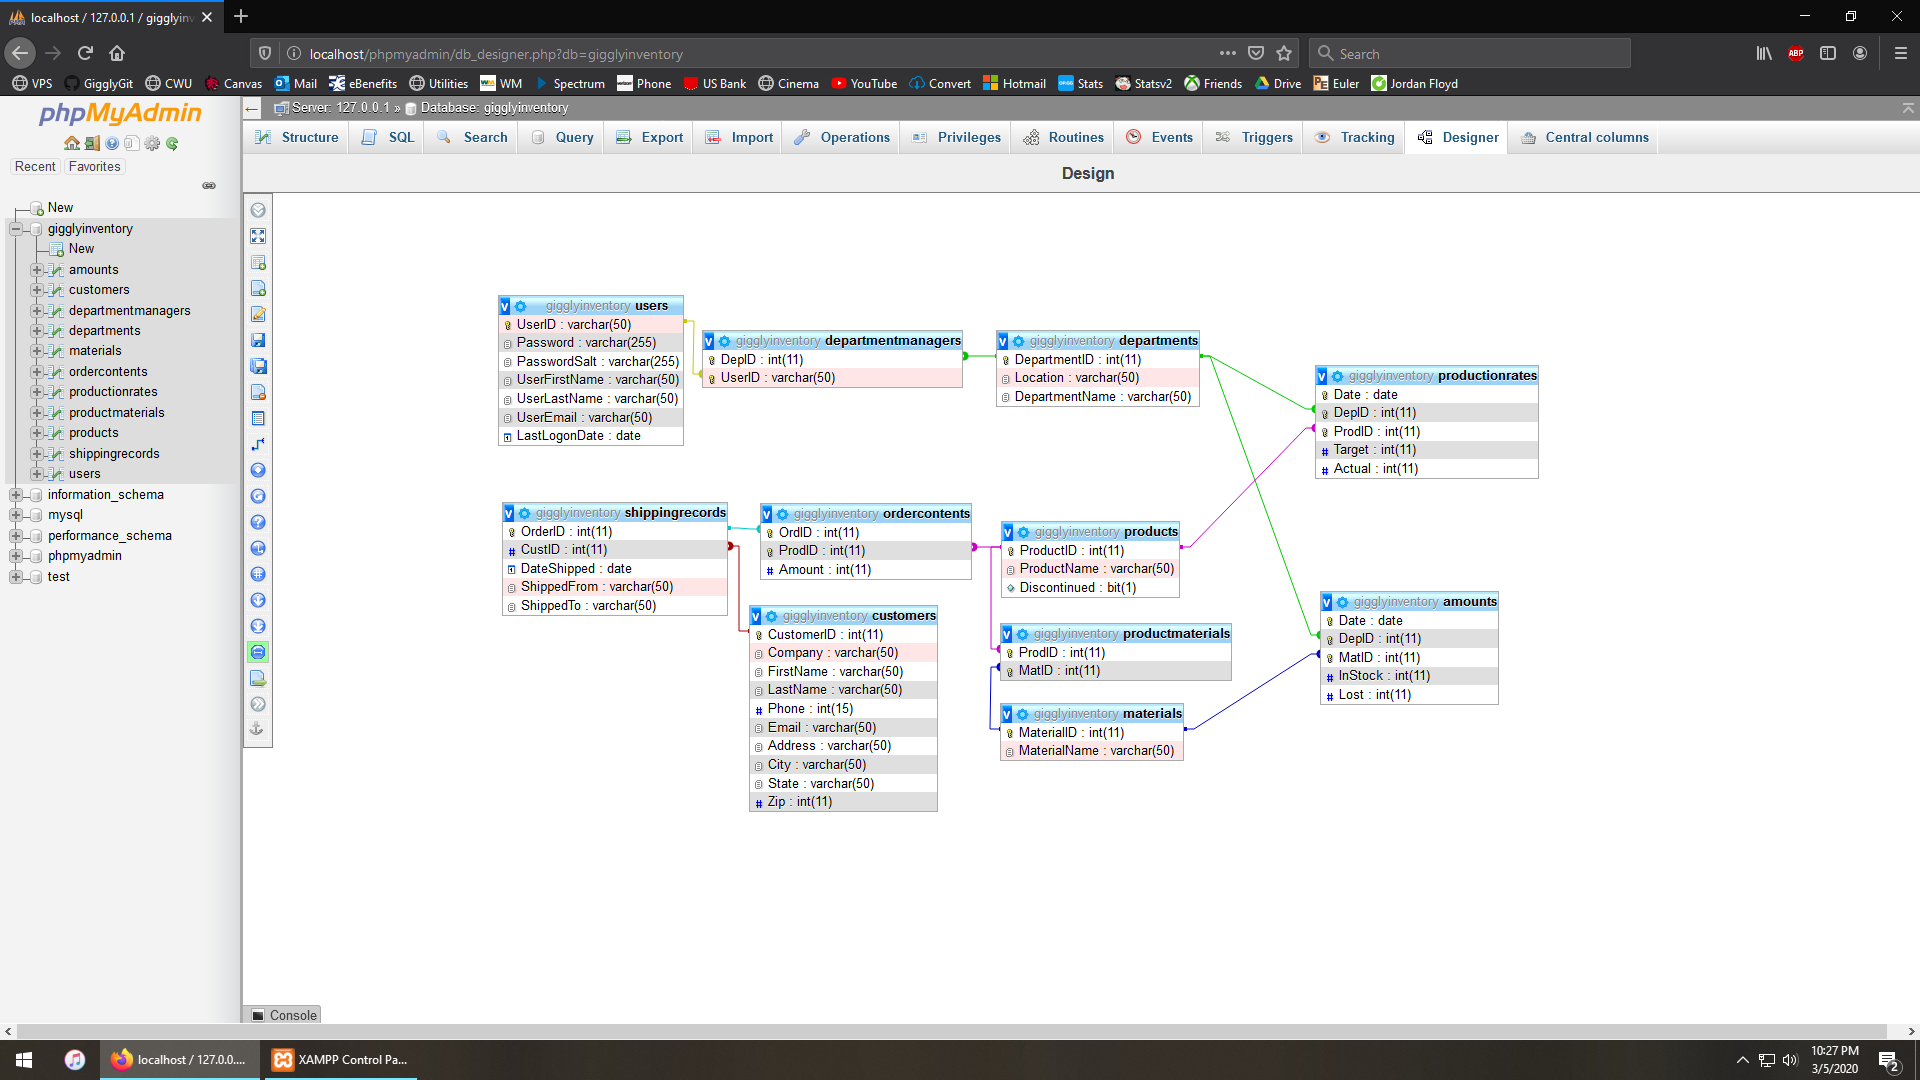 localhost / 127.0.0.1 / gigglyinv
localhost/phpmyadmin/db_designer.php?db=gigglyinventory
Search
VPS GigglyGit CWU Canvas Mail eBenefits Utilities WM Spectrum Phone US Bank Cinema YouTube Convert Hotmail Stats Statsv2 Friends Drive Euler Jordan Floyd
phpMyAdmin
Recent Favorites
New
gigglyinventory
New
amounts
customers
departmentmanagers
departments
materials
ordercontents
productionrates
productmaterials
products
shippingrecords
users
information_schema
mysql
performance_schema
phpmyadmin
test
Server: 127.0.0.1 » Database: gigglyinventory
Structure SQL Search Query Export Import Operations Privileges Routines Events Triggers Tracking Designer Central columns
Design
gigglyinventory users
UserID : varchar(50)
Password : varchar(255)
PasswordSalt : varchar(255)
UserFirstName : varchar(50)
UserLastName : varchar(50)
UserEmail : varchar(50)
LastLogonDate : date
gigglyinventory departmentmanagers
DepID : int(11)
UserID : varchar(50)
gigglyinventory departments
DepartmentID : int(11)
Location : varchar(50)
DepartmentName : varchar(50)
gigglyinventory productionrates
Date : date
DepID : int(11)
ProdID : int(11)
Target : int(11)
Actual : int(11)
gigglyinventory shippingrecords
OrderID : int(11)
CustID : int(11)
DateShipped : date
ShippedFrom : varchar(50)
ShippedTo : varchar(50)
gigglyinventory ordercontents
OrdID : int(11)
ProdID : int(11)
Amount : int(11)
gigglyinventory products
ProductID : int(11)
ProductName : varchar(50)
Discontinued : bit(1)
gigglyinventory customers
CustomerID : int(11)
Company : varchar(50)
FirstName : varchar(50)
LastName : varchar(50)
Phone : int(15)
Email : varchar(50)
Address : varchar(50)
City : varchar(50)
State : varchar(50)
Zip : int(11)
gigglyinventory productmaterials
ProdID : int(11)
MatID : int(11)
gigglyinventory materials
MaterialID : int(11)
MaterialName : varchar(50)
gigglyinventory amounts
Date : date
DepID : int(11)
MatID : int(11)
InStock : int(11)
Lost : int(11)
Console
localhost / 127.0.0....
XAMPP Control Pa...
10:27 PM
3/5/2020
2